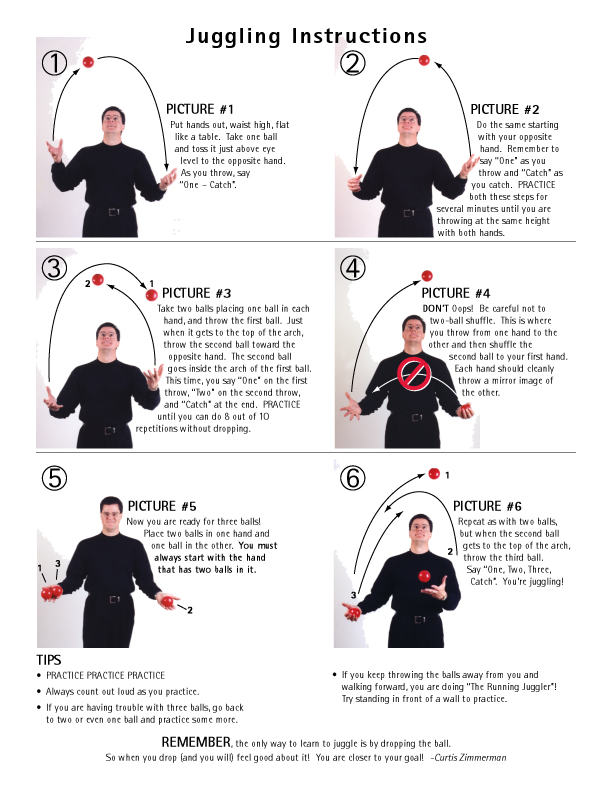 Juggling Instructions
1
PICTURE #1
Put hands out, waist high, flat
like a table. Take one ball
and toss it just above eye
level to the opposite hand.
As you throw, say
"One – Catch".
2
PICTURE #2
Do the same starting
with your opposite
hand. Remember to
say "One" as you
throw and "Catch" as
you catch. PRACTICE
both these steps for
several minutes until you are
throwing at the same height
with both hands.
3
2
1
PICTURE #3
Take two balls placing one ball in each
hand, and throw the first ball. Just
when it gets to the top of the arch,
throw the second ball toward the
opposite hand. The second ball
goes inside the arch of the first ball.
This time, you say "One" on the first
throw, "Two" on the second throw,
and "Catch" at the end. PRACTICE
until you can do 8 out of 10
repetitions without dropping.
4
PICTURE #4
DON'T Oops! Be careful not to
two-ball shuffle. This is where
you throw from one hand to the
other and then shuffle the
second ball to your first hand.
Each hand should cleanly
throw a mirror image of
the other.
5
PICTURE #5
Now you are ready for three balls!
Place two balls in one hand and
one ball in the other. You must
always start with the hand
that has two balls in it.
1
3
2
6
1
PICTURE #6
Repeat as with two balls,
but when the second ball
gets to the top of the arch,
throw the third ball.
Say "One, Two, Three,
Catch". You're juggling!
2
3
TIPS
• PRACTICE PRACTICE PRACTICE
• Always count out loud as you practice.
• If you are having trouble with three balls, go back
to two or even one ball and practice some more.
• If you keep throwing the balls away from you and
walking forward, you are doing "The Running Juggler"!
Try standing in front of a wall to practice.
REMEMBER, the only way to learn to juggle is by dropping the ball.
So when you drop (and you will) feel good about it! You are closer to your goal! -Curtis Zimmerman